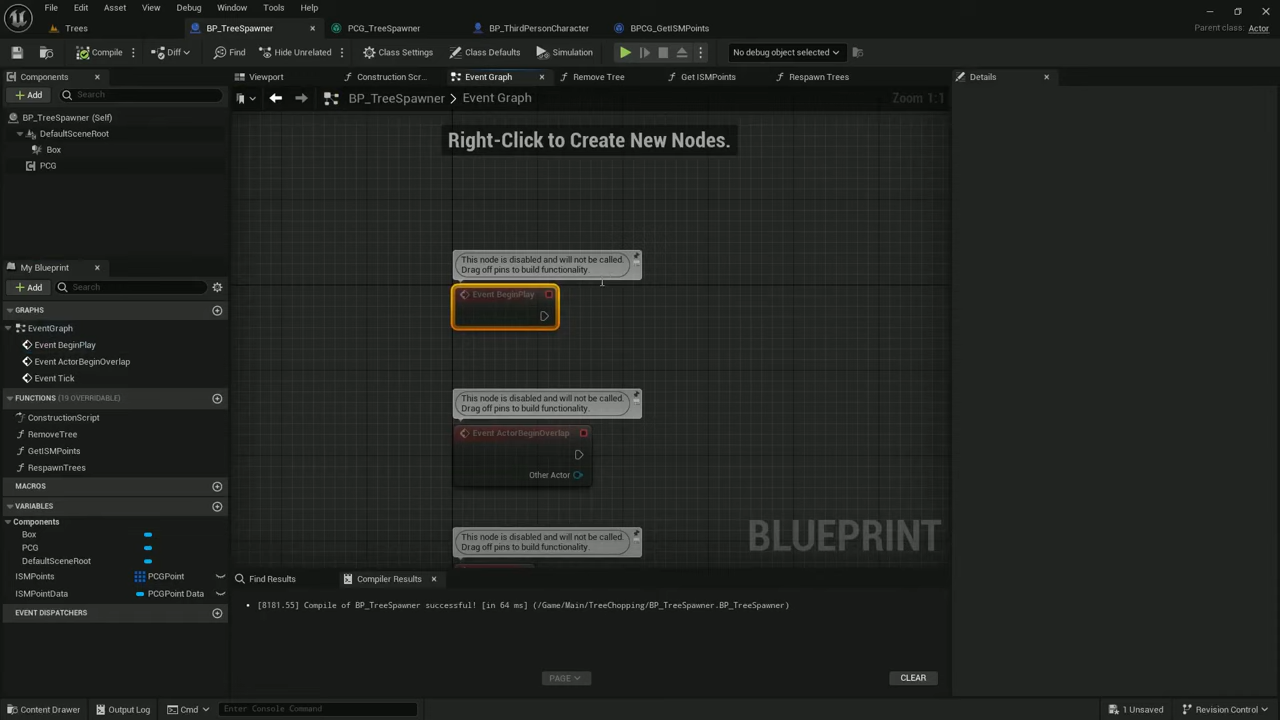 File Edit Asset View Debug Window Tools Help
Trees
BP_TreeSpawner
PCG_TreeSpawner
BP_ThirdPersonCharacter
BPCG_GetISMPoints
Parent class: Actor
Compile
Diff
Find
Hide Unrelated
Class Settings
Class Defaults
Simulation
No debug object selected
Components
Viewport
Construction Scr...
Event Graph
Remove Tree
Get ISMPoints
Respawn Trees
Details
Add
Search
BP_TreeSpawner > Event Graph
Zoom 1:1
BP_TreeSpawner (Self)
DefaultSceneRoot
Box
PCG
Right-Click to Create New Nodes.
My Blueprint
Add
Search
GRAPHS
EventGraph
Event BeginPlay
Event ActorBeginOverlap
Event Tick
FUNCTIONS (19 OVERRIDABLE)
ConstructionScript
RemoveTree
GetISMPoints
RespawnTrees
MACROS
VARIABLES
Components
Box
PCG
DefaultSceneRoot
ISMPoints PCGPoint
ISMPointData PCGPoint Data
EVENT DISPATCHERS
This node is disabled and will not be called.
Drag off pins to build functionality.
Event BeginPlay
This node is disabled and will not be called.
Drag off pins to build functionality.
Event ActorBeginOverlap
Other Actor
This node is disabled and will not be called.
Drag off pins to build functionality.
BLUEPRINT
Find Results
Compiler Results
[8181.55] Compile of BP_TreeSpawner successful! [in 64 ms] (/Game/Main/TreeChopping/BP_TreeSpawner.BP_TreeSpawner)
PAGE
CLEAR
Content Drawer
Output Log
Cmd
Enter Console Command
1 Unsaved
Revision Control